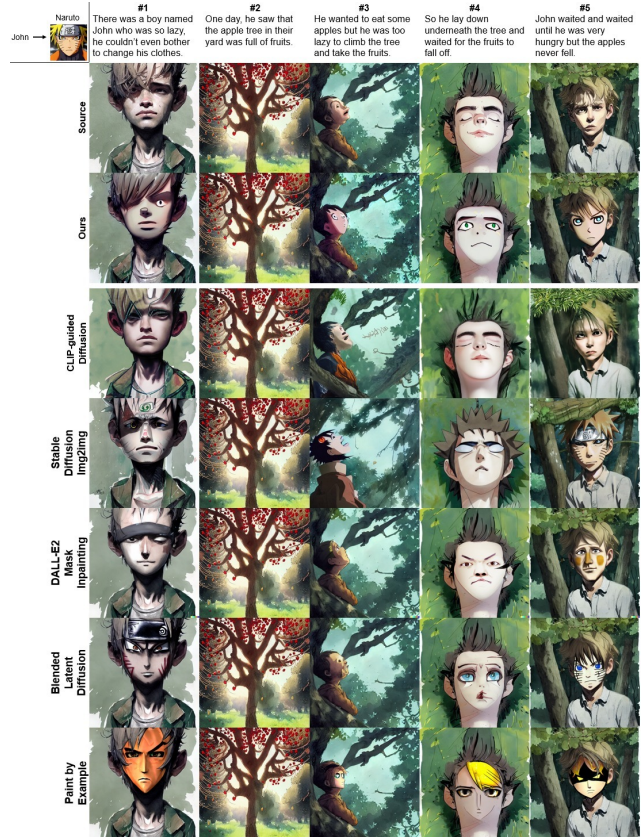 Naruto
John
#1
There was a boy named
John who was so lazy,
he couldn't even bother
to change his clothes.
#2
One day, he saw that
the apple tree in their
yard was full of fruits.
#3
He wanted to eat some
apples but he was too
lazy to climb the tree
and take the fruits.
#4
So he lay down
underneath the tree and
waited for the fruits to
fall off.
#5
John waited and waited
until he was very
hungry but the apples
never fell.
Source
Ours
CLIP-guided
Diffusion
Stable
Diffusion
Img2img
DALL-E2
Mask
Inpainting
Blended
Latent
Diffusion
Paint by
Example